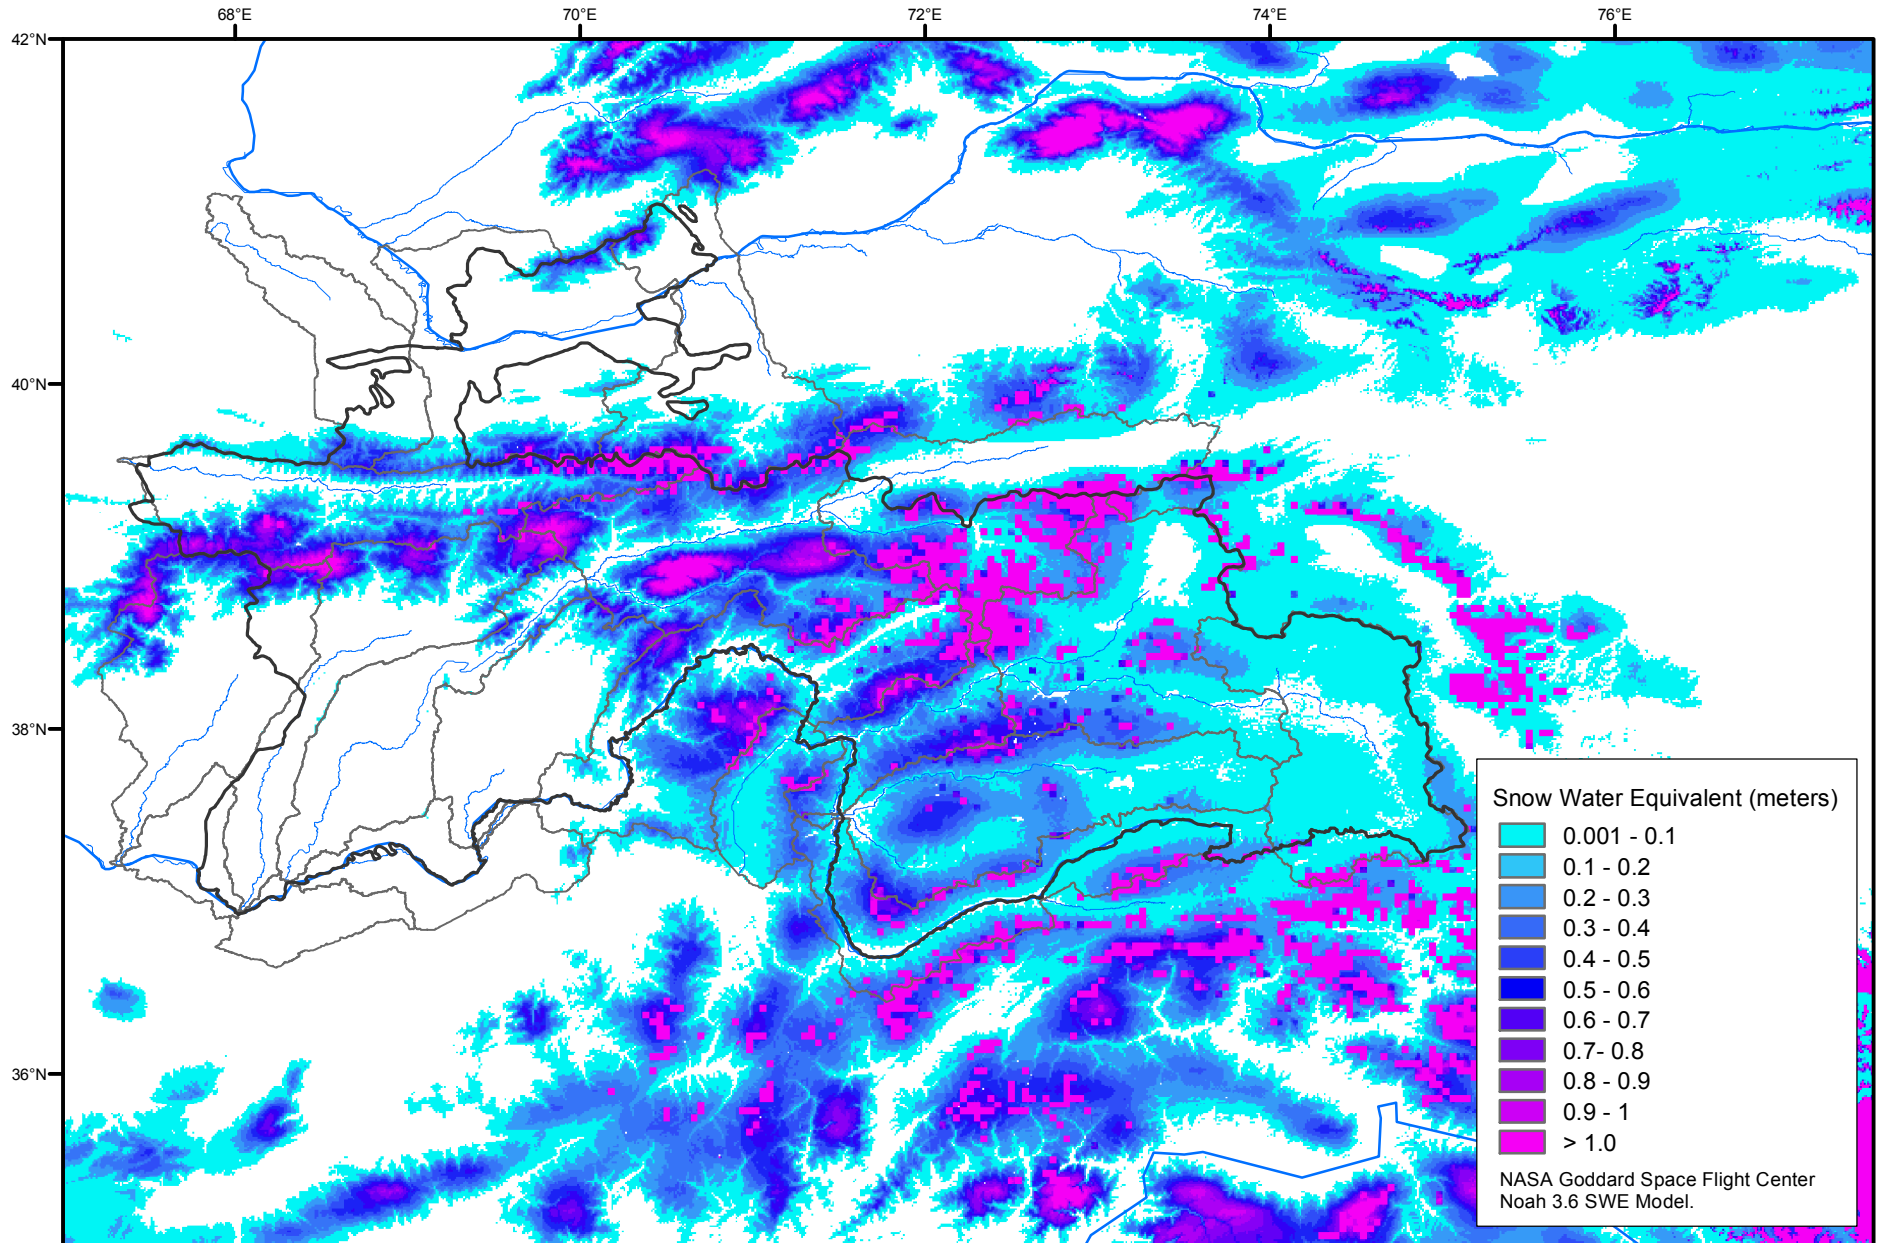 68°E 70°E 72°E 74°E 76°E
42°N
40°N
38°N
36°N
Snow Water Equivalent (meters)
0.001 - 0.1
0.1 - 0.2
0.2 - 0.3
0.3 - 0.4
0.4 - 0.5
0.5 - 0.6
0.6 - 0.7
0.7- 0.8
0.8 - 0.9
0.9 - 1
> 1.0
NASA Goddard Space Flight Center
Noah 3.6 SWE Model.